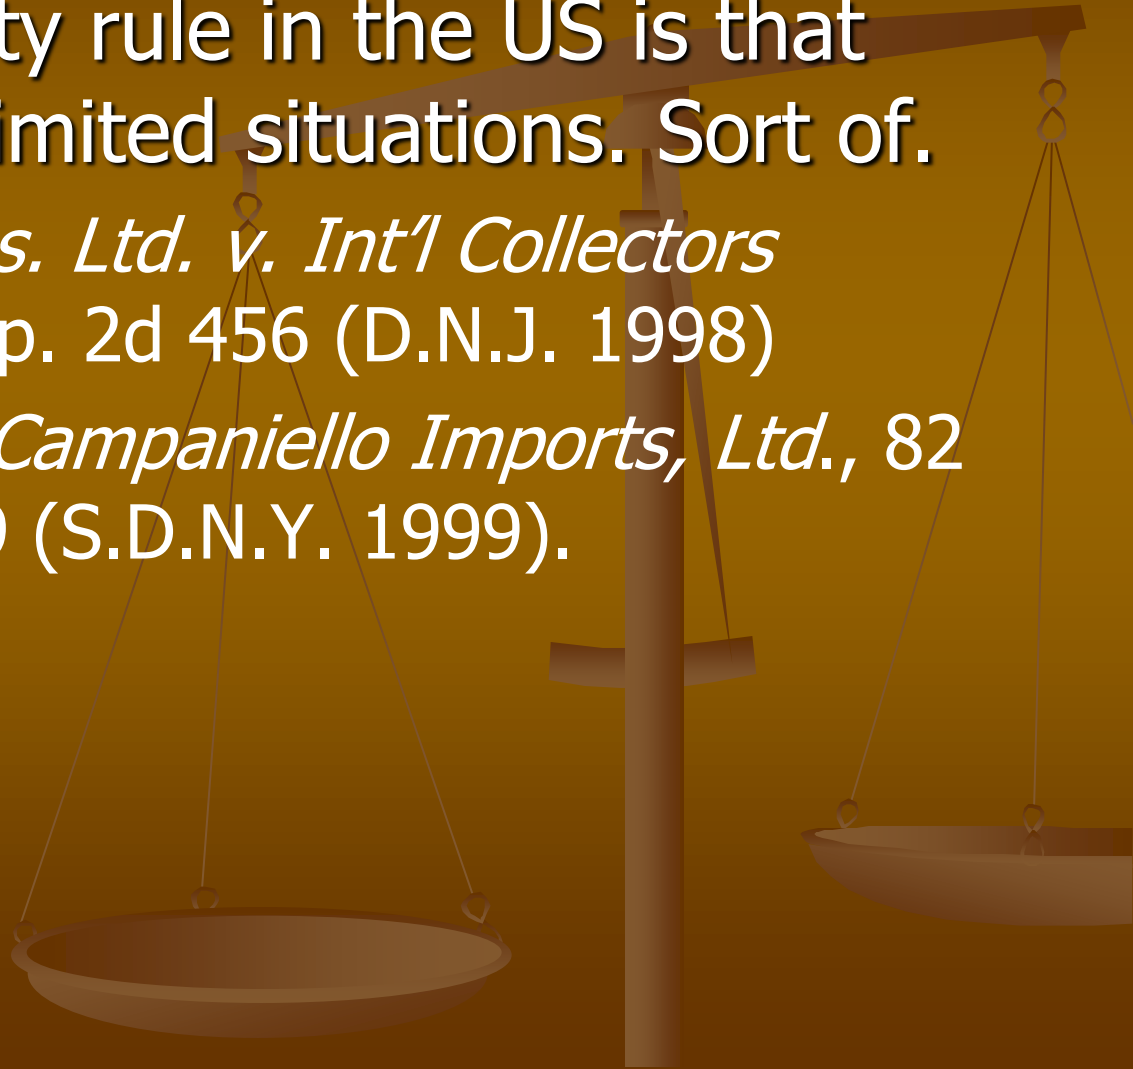 ty rule in the US is that
imited situations. Sort of.
s. Ltd. v. Int’l Collectors
p. 2d 456 (D.N.J. 1998)
Campaniello Imports, Ltd., 82
(S.D.N.Y. 1999).